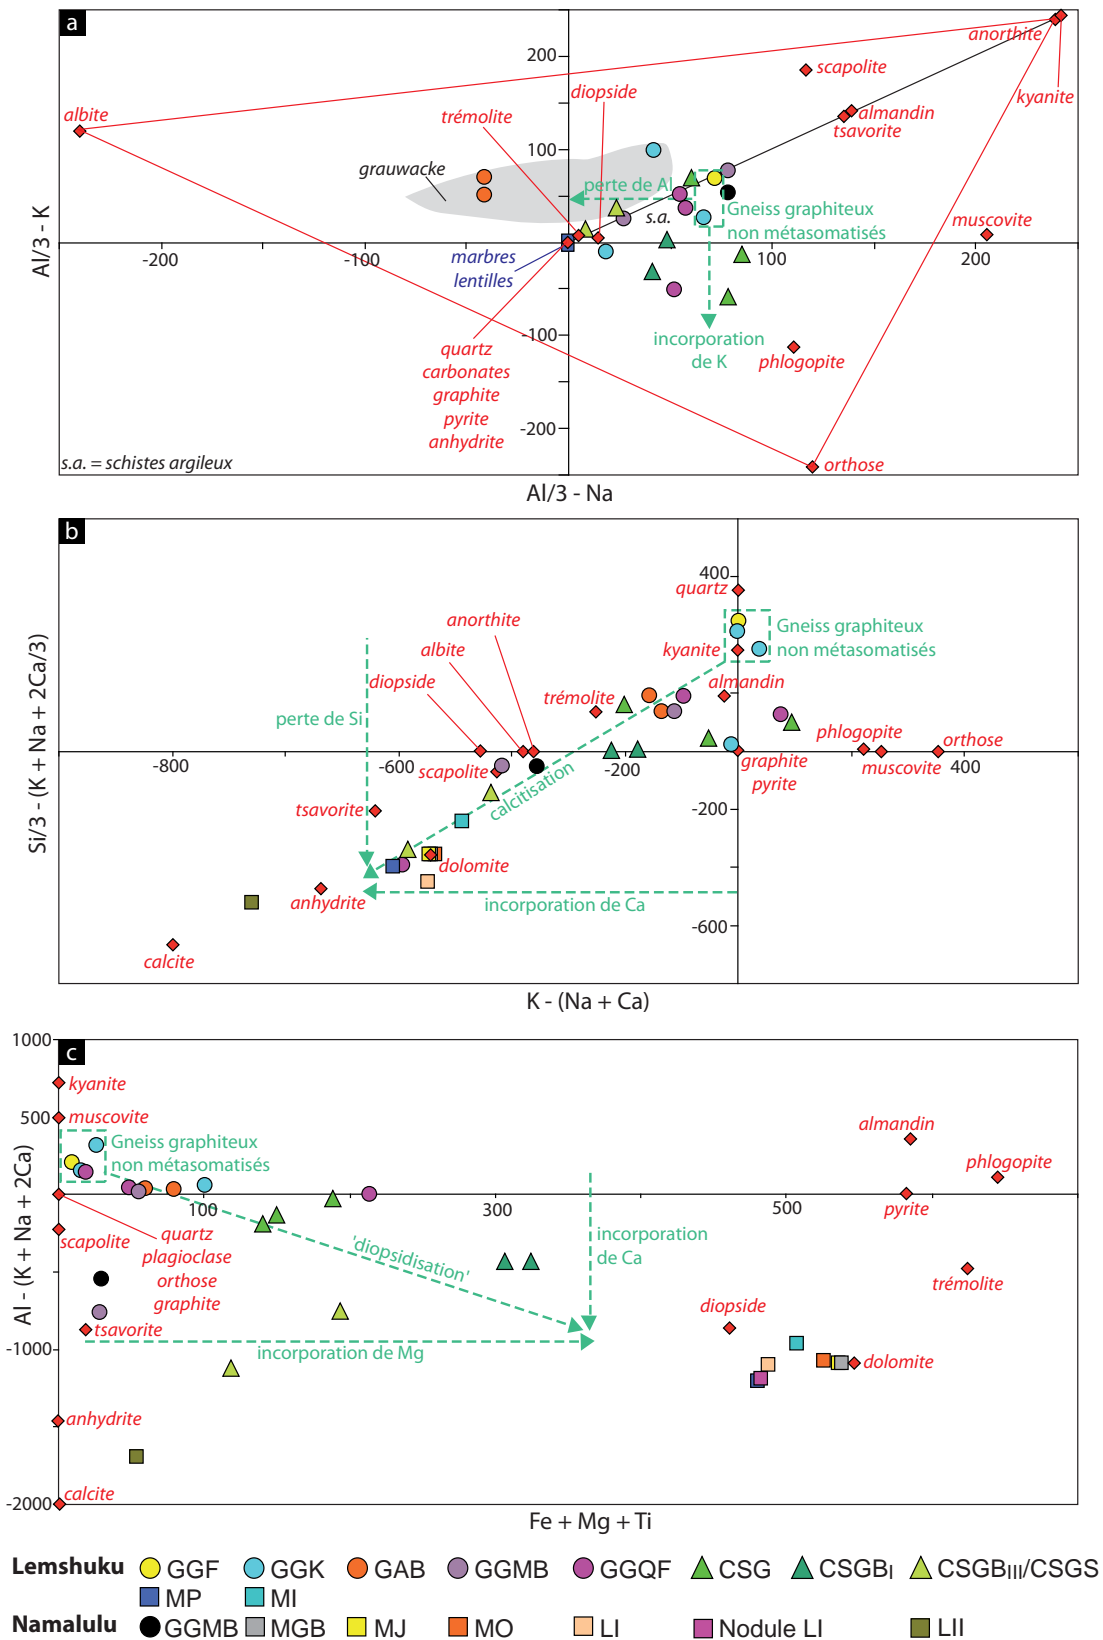 a
200
anorthite
scapolite
kyanite
diopside
albite
trémolite
almandin
tsavorite
100
grauwacke
perte de Al
s.a.
Gneiss graphiteux
non métasomatisés
muscovite
Al/3 - K
-200
-100
100
200
marbres
lentilles
-100
incorporation
de K
quartz
carbonates
graphite
pyrite
anhydrite
phlogopite
-200
orthose
s.a. = schistes argileux
Al/3 - Na
b
400
quartz
Gneiss graphiteux
non métasomatisés
anorthite
albite
kyanite
diopside
trémolite
almandin
perte de Si
phlogopite
orthose
-800
-600
-200
400
scapolite
graphite
pyrite
muscovite
calcitisation
tsavorite
-200
dolomite
anhydrite
incorporation de Ca
-600
calcite
Si/3 - (K + Na + 2Ca/3)
K - (Na + Ca)
1000
c
kyanite
500
muscovite
almandin
Gneiss graphiteux
non métasomatisés
phlogopite
100
300
500
pyrite
scapolite
quartz
plagioclase
orthose
graphite
'diopsidisation'
incorporation
de Ca
trémolite
diopside
tsavorite
-1000
incorporation de Mg
dolomite
anhydrite
calcite
-2000
Al - (K + Na + 2Ca)
Fe + Mg + Ti
Lemshuku GGF GGK GAB GGMB GGQF CSG CSGBI CSGBIII/CSGS
MP MI
Namalulu GGMB MGB MJ MO LI Nodule LI LII